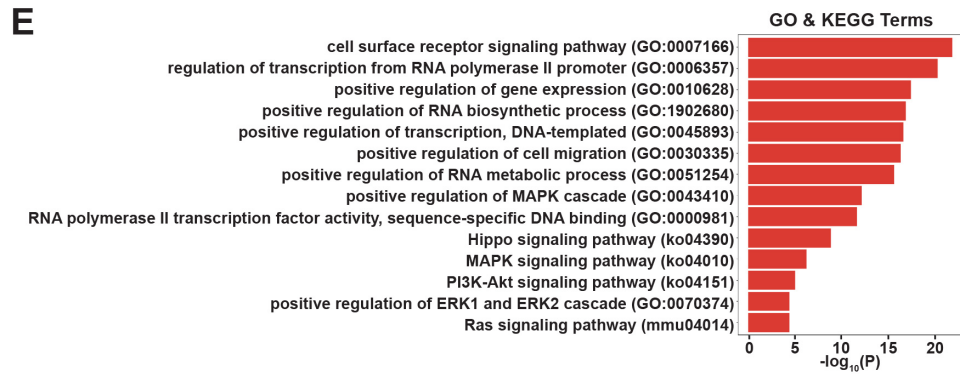 E
GO & KEGG Terms
cell surface receptor signaling pathway (GO:0007166)
regulation of transcription from RNA polymerase II promoter (GO:0006357)
positive regulation of gene expression (GO:0010628)
positive regulation of RNA biosynthetic process (GO:1902680)
positive regulation of transcription, DNA-templated (GO:0045893)
positive regulation of cell migration (GO:0030335)
positive regulation of RNA metabolic process (GO:0051254)
positive regulation of MAPK cascade (GO:0043410)
RNA polymerase II transcription factor activity, sequence-specific DNA binding (GO:0000981)
Hippo signaling pathway (ko04390)
MAPK signaling pathway (ko04010)
PI3K-Akt signaling pathway (ko04151)
positive regulation of ERK1 and ERK2 cascade (GO:0070374)
Ras signaling pathway (mmu04014)
0 5 10 15 20
-log₁₀(P)